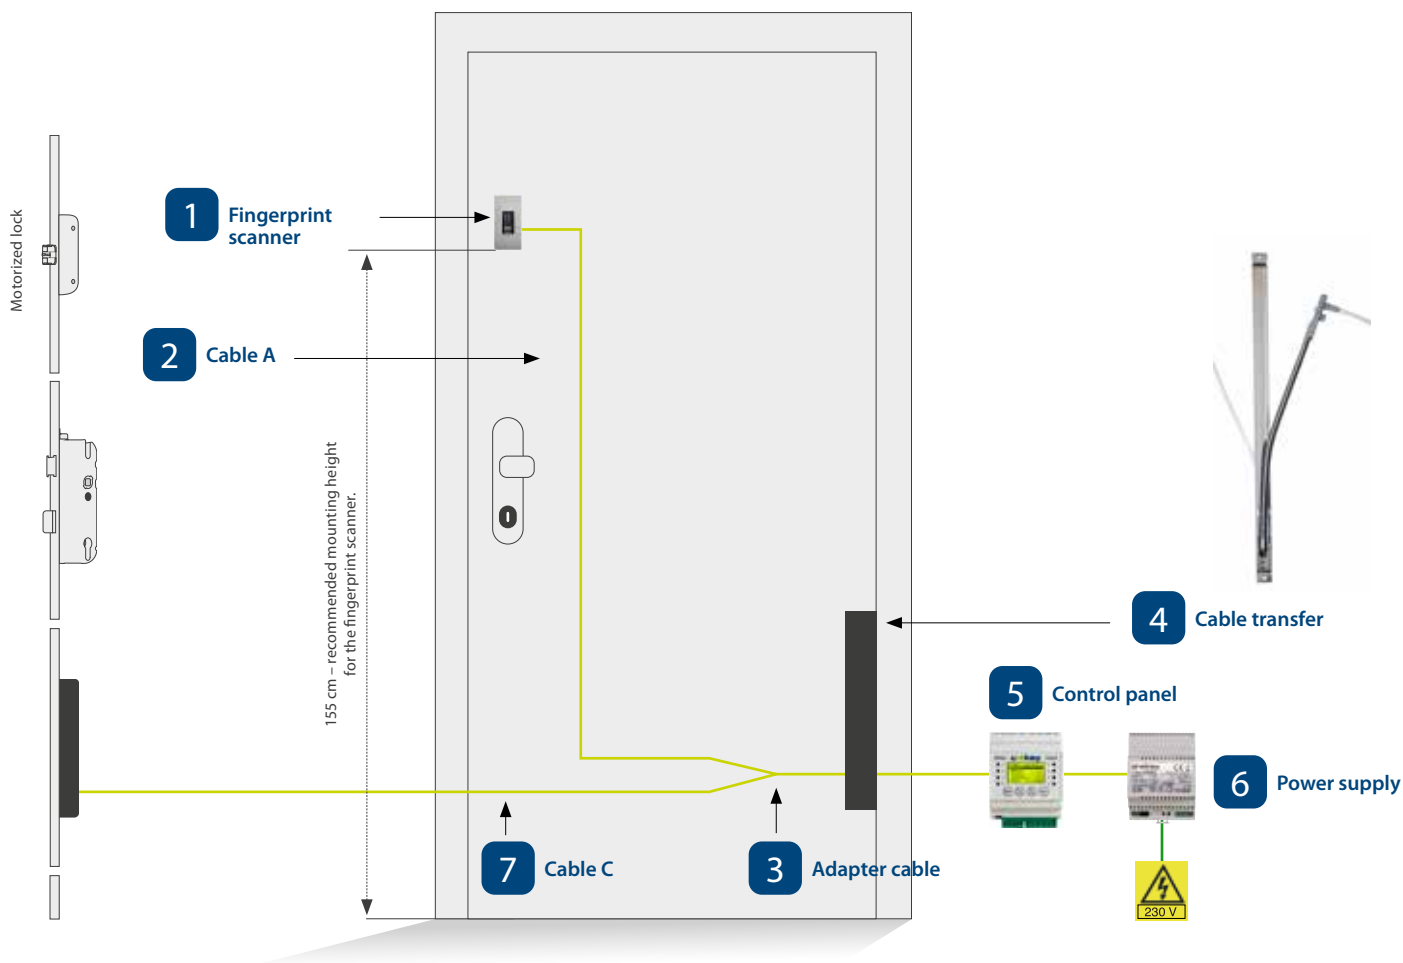 Motorized lock
1
Fingerprint
scanner
2
Cable A
155 cm – recommended mounting height
for the fingerprint scanner.
4
Cable transfer
5
Control panel
6
Power supply
7
Cable C
3
Adapter cable
230 V